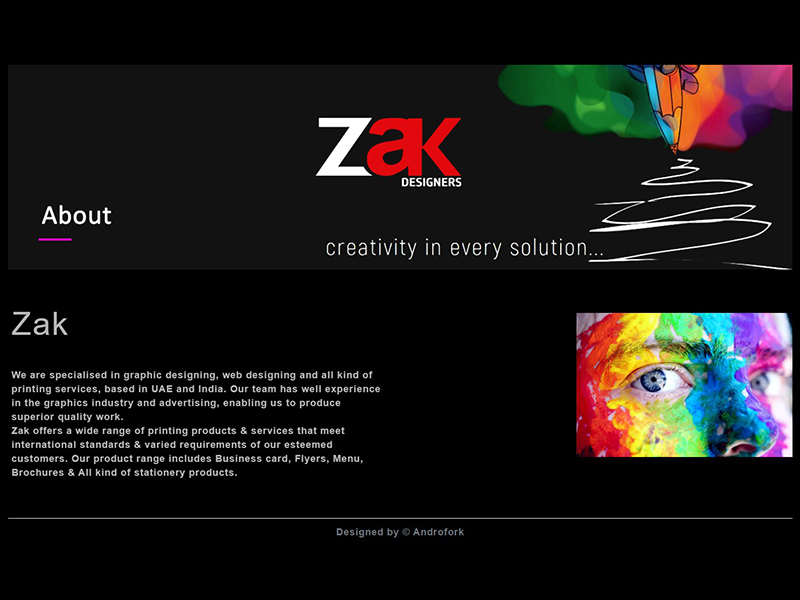 Zak
DESIGNERS
About
creativity in every solution...
Zak
We are specialised in graphic designing, web designing and all kind of
printing services, based in UAE and India. Our team has well experience
in the graphics industry and advertising, enabling us to produce
superior quality work.
Zak offers a wide range of printing products & services that meet
international standards & varied requirements of our esteemed
customers. Our product range includes Business card, Flyers, Menu,
Brochures & All kind of stationery products.
Designed by © Androfork